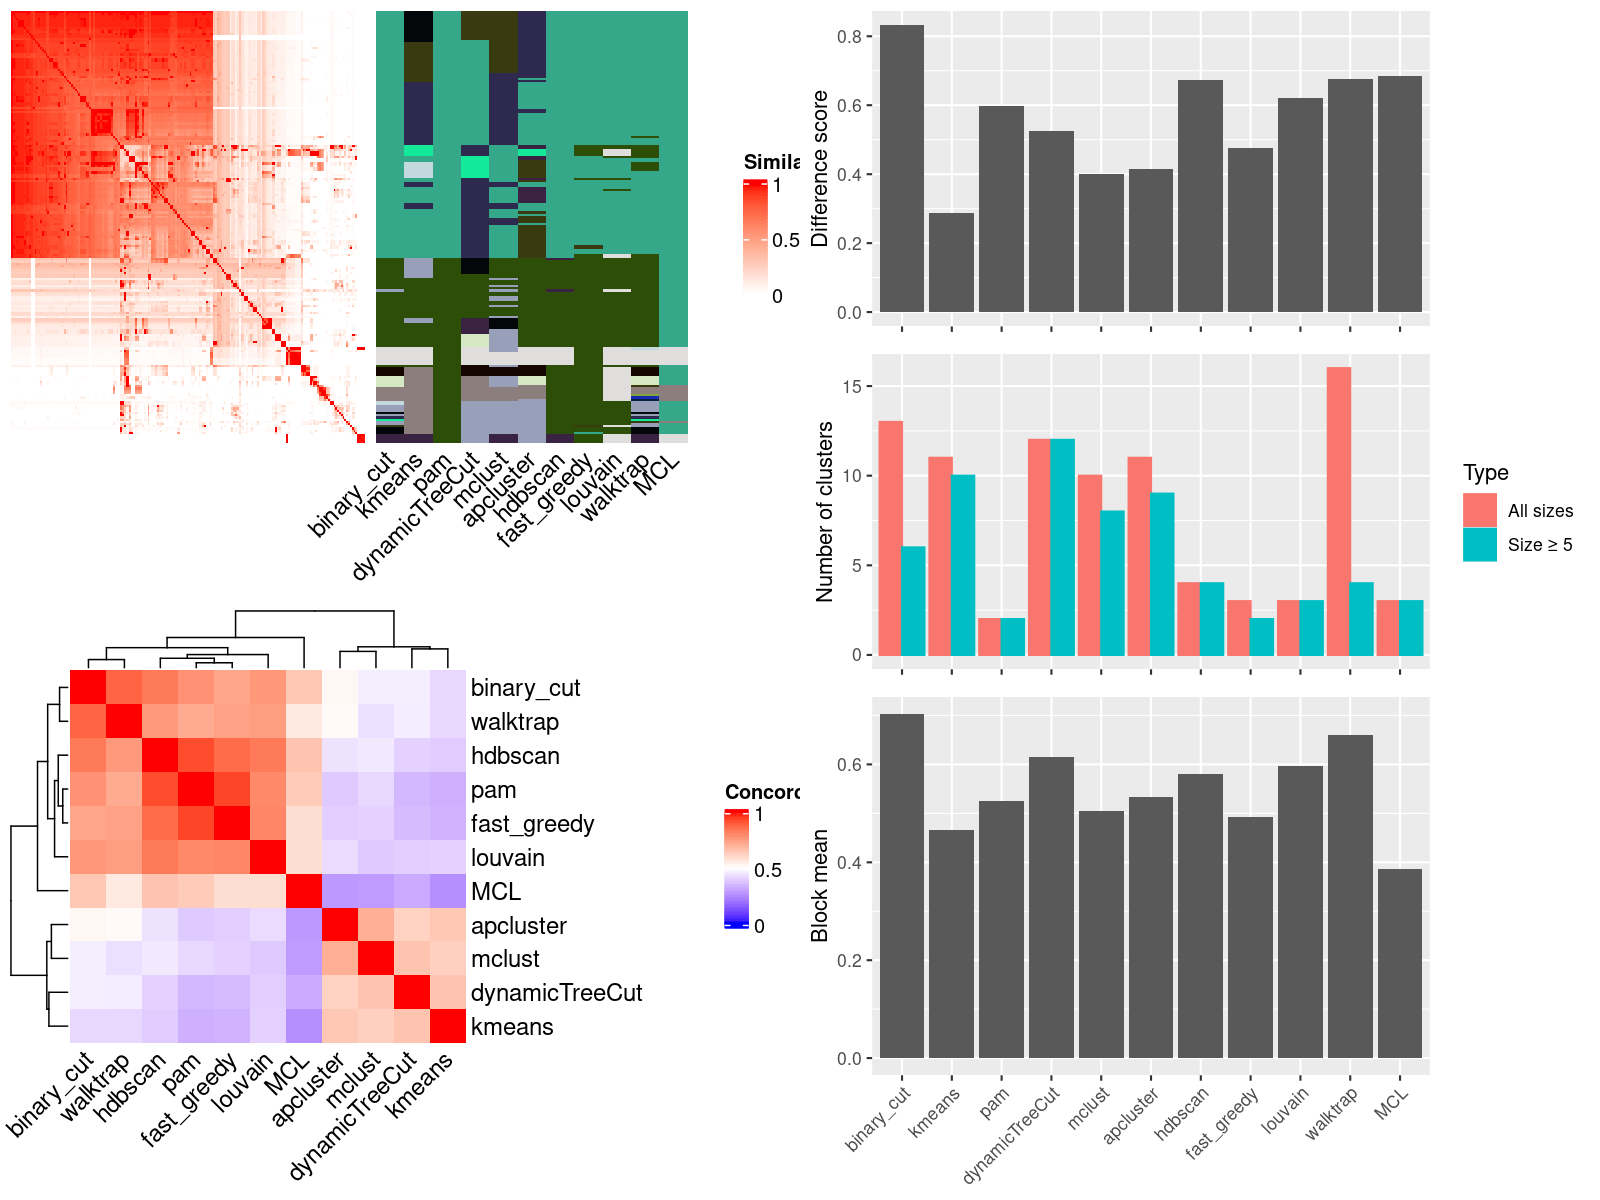 Simila
1
0.5
0
binary_cut
kmeans
pam
dynamicTreeCut
mclust
apcluster
hdbscan
fast_greedy
louvain
walktrap
MCL
binary_cut
walktrap
hdbscan
pam
fast_greedy
louvain
MCL
apcluster
mclust
dynamicTreeCut
kmeans
binary_cut
walktrap
hdbscan
pam
fast_greedy
louvain
MCL
apcluster
mclust
dynamicTreeCut
kmeans
Concord
1
0.5
0
Difference score
0.8
0.6
0.4
0.2
0.0
Number of clusters
15
10
5
0
Type
All sizes
Size ≥ 5
Block mean
0.6
0.4
0.2
0.0
binary_cut
kmeans
pam
dynamicTreeCut
mclust
apcluster
hdbscan
fast_greedy
louvain
walktrap
MCL